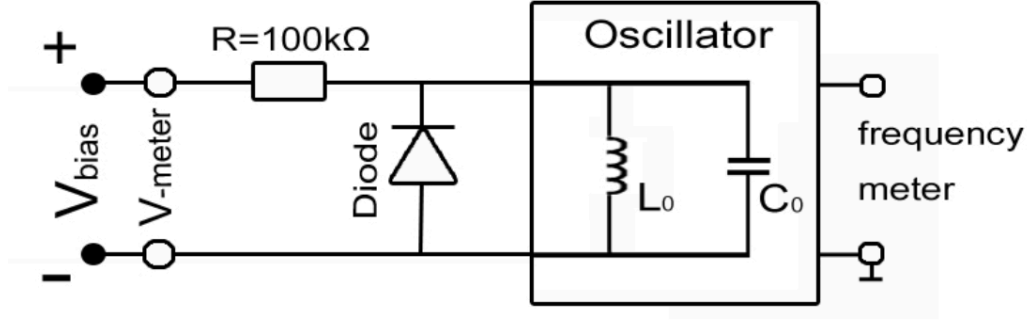 +
R=100kΩ
Oscillator
Vbias
V-meter
Diode
L0
C0
frequency
meter
-